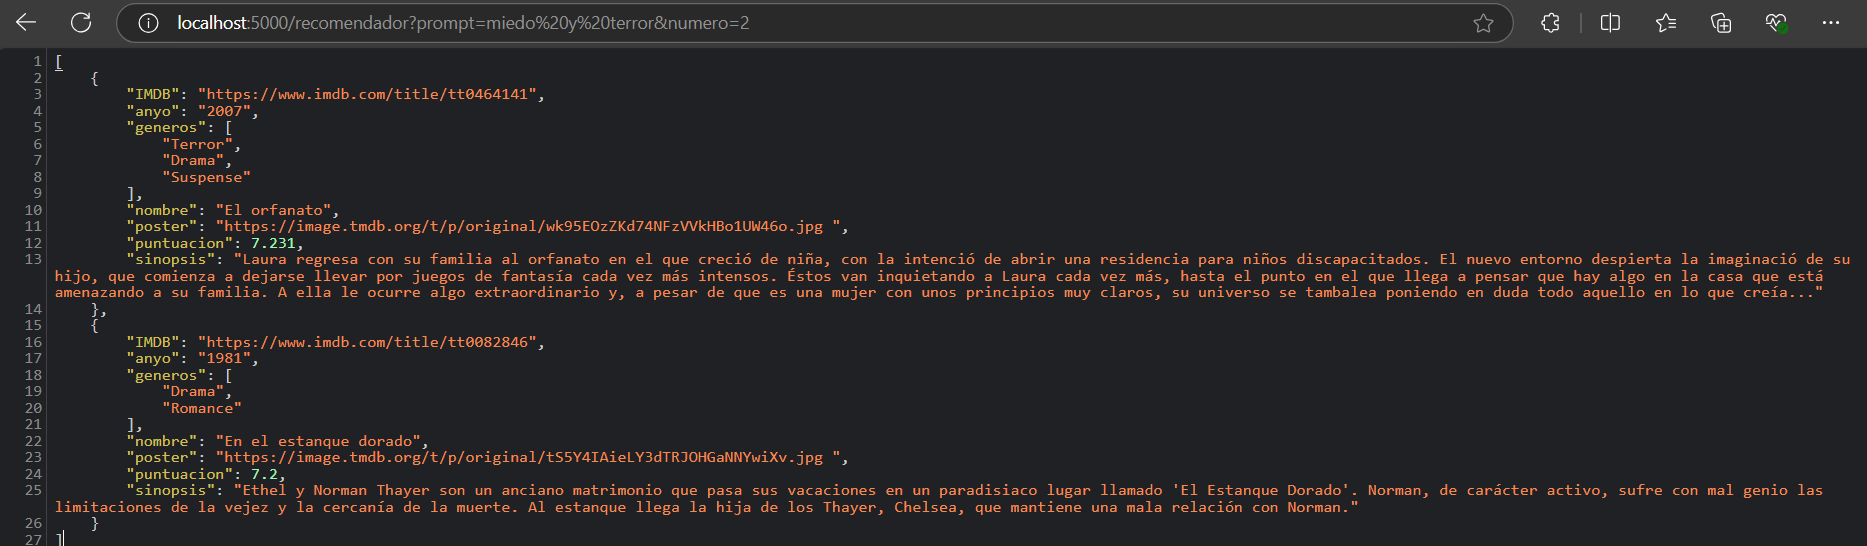 localhost:5000/recomendador?prompt=miedo%20y%20terror&numero=2
1 [
2 {
3 "IMDB": "https://www.imdb.com/title/tt0464141",
4 "anyo": "2007",
5 "generos": [
6 "Terror",
7 "Drama",
8 "Suspense"
9 ],
10 "nombre": "El orfanato",
11 "poster": "https://image.tmdb.org/t/p/original/wk95EOzZKd74NFzVVkHBo1UW46o.jpg ",
12 "puntuacion": 7.231,
13 "sinopsis": "Laura regresa con su familia al orfanato en el que creció de niña, con la intenció de abrir una residencia para niños discapacitados. El nuevo entorno despierta la imaginació de su
hijo, que comienza a dejarse llevar por juegos de fantasía cada vez más intensos. Éstos van inquietando a Laura cada vez más, hasta el punto en el que llega a pensar que hay algo en la casa que está
amenazando a su familia. A ella le ocurre algo extraordinario y, a pesar de que es una mujer con unos principios muy claros, su universo se tambalea poniendo en duda todo aquello en lo que creía..."
14 },
15 {
16 "IMDB": "https://www.imdb.com/title/tt0082846",
17 "anyo": "1981",
18 "generos": [
19 "Drama",
20 "Romance"
21 ],
22 "nombre": "En el estanque dorado",
23 "poster": "https://image.tmdb.org/t/p/original/tS5Y4IAieLY3dTRJOHGaNNYwiXv.jpg ",
24 "puntuacion": 7.2,
25 "sinopsis": "Ethel y Norman Thayer son un anciano matrimonio que pasa sus vacaciones en un paradisiaco lugar llamado 'El Estanque Dorado'. Norman, de carácter activo, sufre con mal genio las
limitaciones de la vejez y la cercanía de la muerte. Al estanque llega la hija de los Thayer, Chelsea, que mantiene una mala relación con Norman."
26 }
27 ]